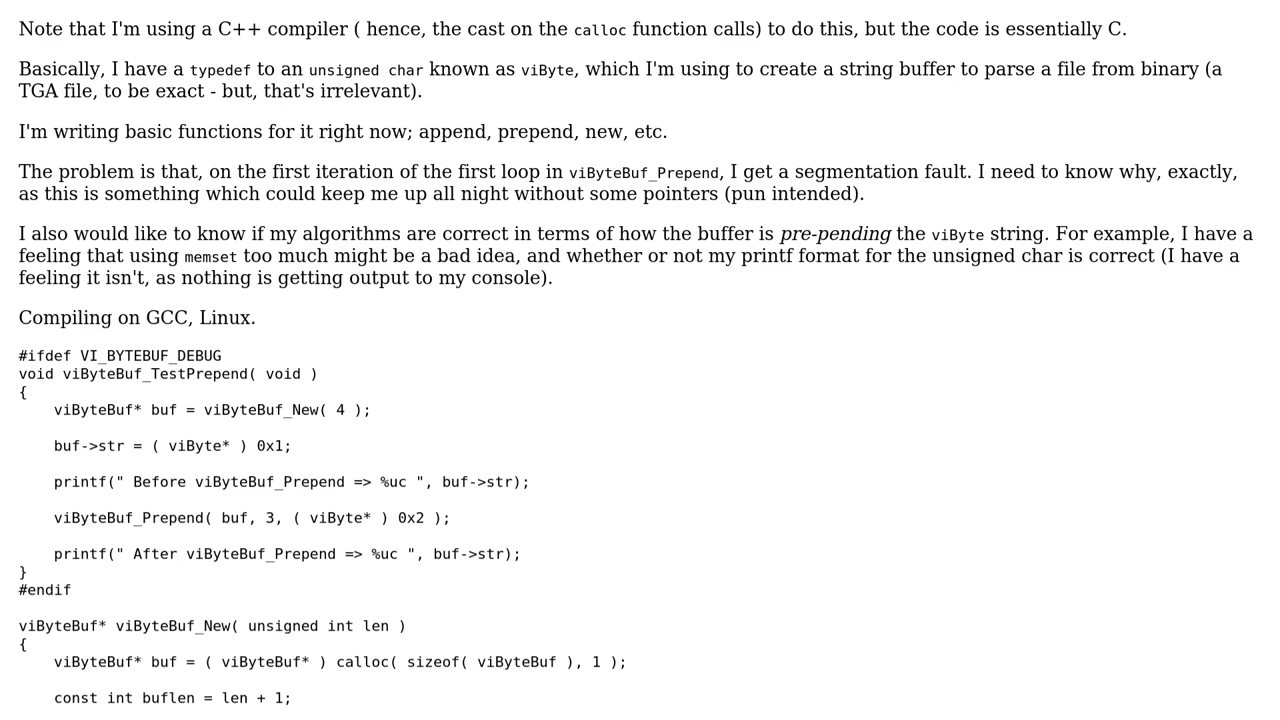 Note that I'm using a C++ compiler ( hence, the cast on the calloc function calls) to do this, but the code is essentially C.
Basically, I have a typedef to an unsigned char known as viByte, which I'm using to create a string buffer to parse a file from binary (a
TGA file, to be exact - but, that's irrelevant).
I'm writing basic functions for it right now; append, prepend, new, etc.
The problem is that, on the first iteration of the first loop in viByteBuf_Prepend, I get a segmentation fault. I need to know why, exactly,
as this is something which could keep me up all night without some pointers (pun intended).
I also would like to know if my algorithms are correct in terms of how the buffer is pre-pending the viByte string. For example, I have a
feeling that using memset too much might be a bad idea, and whether or not my printf format for the unsigned char is correct (I have a
feeling it isn't, as nothing is getting output to my console).
Compiling on GCC, Linux.
#ifdef VI_BYTEBUF_DEBUG
void viByteBuf_TestPrepend( void )
{
    viByteBuf* buf = viByteBuf_New( 4 );
    buf->str = ( viByte* ) 0x1;
    printf(" Before viByteBuf_Prepend => %uc ", buf->str);
    viByteBuf_Prepend( buf, 3, ( viByte* ) 0x2 );
    printf(" After viByteBuf_Prepend => %uc ", buf->str);
}
#endif
viByteBuf* viByteBuf_New( unsigned int len )
{
    viByteBuf* buf = ( viByteBuf* ) calloc( sizeof( viByteBuf ), 1 );
    const int buflen = len + 1;